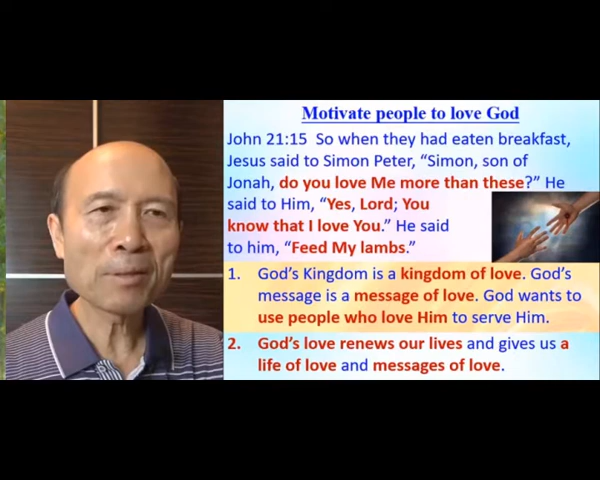 Motivate people to love God
John 21:15 So when they had eaten breakfast,
Jesus said to Simon Peter, “Simon, son of
Jonah, do you love Me more than these?” He
said to Him, “Yes, Lord; You
know that I love You.” He said
to him, “Feed My lambs.”
1. God’s Kingdom is a kingdom of love. God’s
message is a message of love. God wants to
use people who love Him to serve Him.
2. God’s love renews our lives and gives us a
life of love and messages of love.